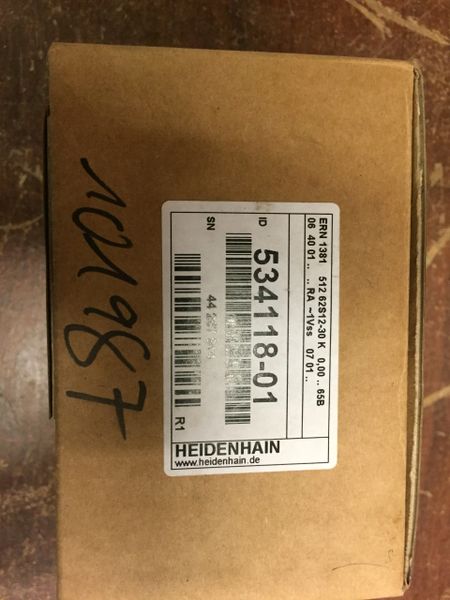 ERN 1381 512 62S12-30 K 0,00 .. 65B
06 40 01 .. .. RA ~1Vss 07 01 ..
ID 534118-01
SN 44
R1
HEIDENHAIN
www.heidenhain.de
101987